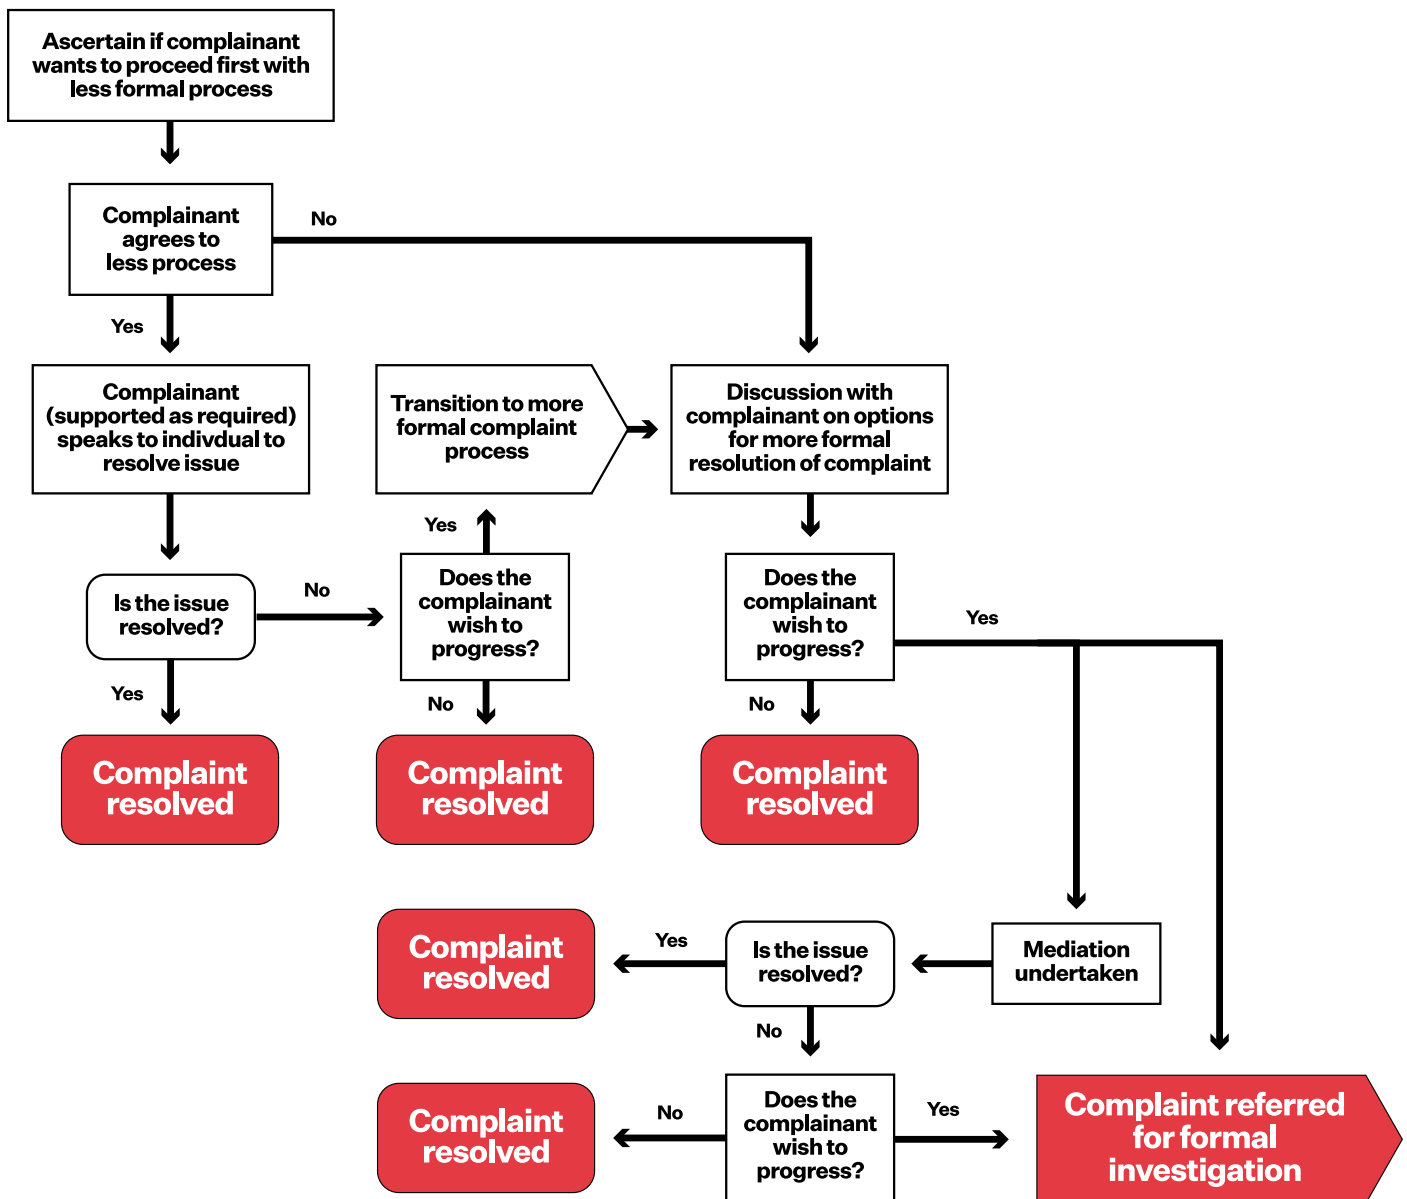 Ascertain if complainant
wants to proceed first with
less formal process
Complainant
agrees to
less process
No
Yes
Complainant
(supported as required)
speaks to indivdual to
resolve issue
Transition to more
formal complaint
process
Discussion with
complainant on options
for more formal
resolution of complaint
Yes
Is the issue
resolved?
No
Does the
complainant
wish to
progress?
Does the
complainant
wish to
progress?
Yes
Yes
No
No
Complaint
resolved
Complaint
resolved
Complaint
resolved
Complaint
resolved
Yes
Is the issue
resolved?
Mediation
undertaken
No
Complaint
resolved
No
Does the
complainant
wish to
progress?
Yes
Complaint referred
for formal
investigation